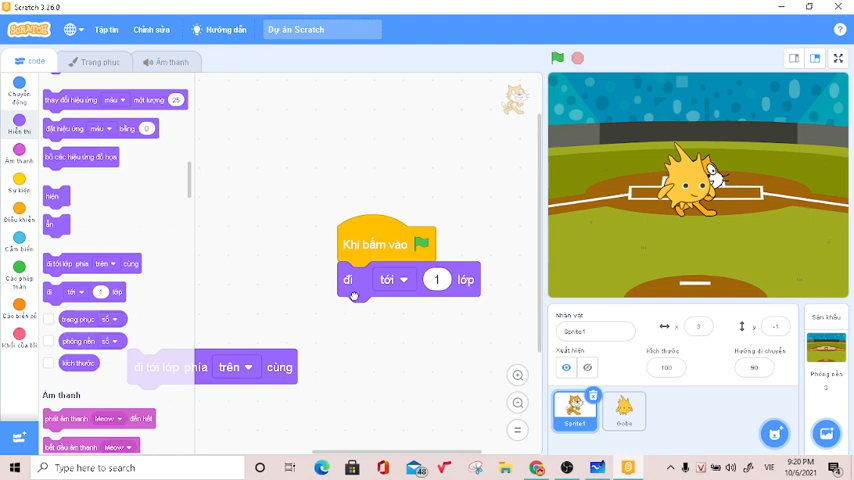 Scratch 3.26.0
SCRATCH
Tập tin
Chỉnh sửa
Hướng dẫn
Dự án Scratch
code
Trang phục
Âm thanh
Chuyển động
Hiển thị
Âm thanh
Sự kiện
Điều khiển
Cảm biến
Các phép toán
Các biến số
Khối của tôi
thay đổi hiệu ứng màu một lượng 25
đặt hiệu ứng màu bằng 0
bỏ các hiệu ứng đồ họa
hiện
ẩn
đi tới lớp phía trên cùng
đi tới 1 lớp
trang phục số
phông nền số
kích thước
Âm thanh
phát âm thanh Meow đến hết
bắt đầu âm thanh Meow
Khi bấm vào
đi tới 1 lớp
đi tới lớp phía trên cùng
Nhân vật
Sprite1
x 3
y -1
Xuất hiện
Kích thước
100
Hướng di chuyển
90
Sprite1
Gobo
Sân khấu
Phông nền
3
Type here to search
48
VIE
9:20 PM
10/6/2021
4